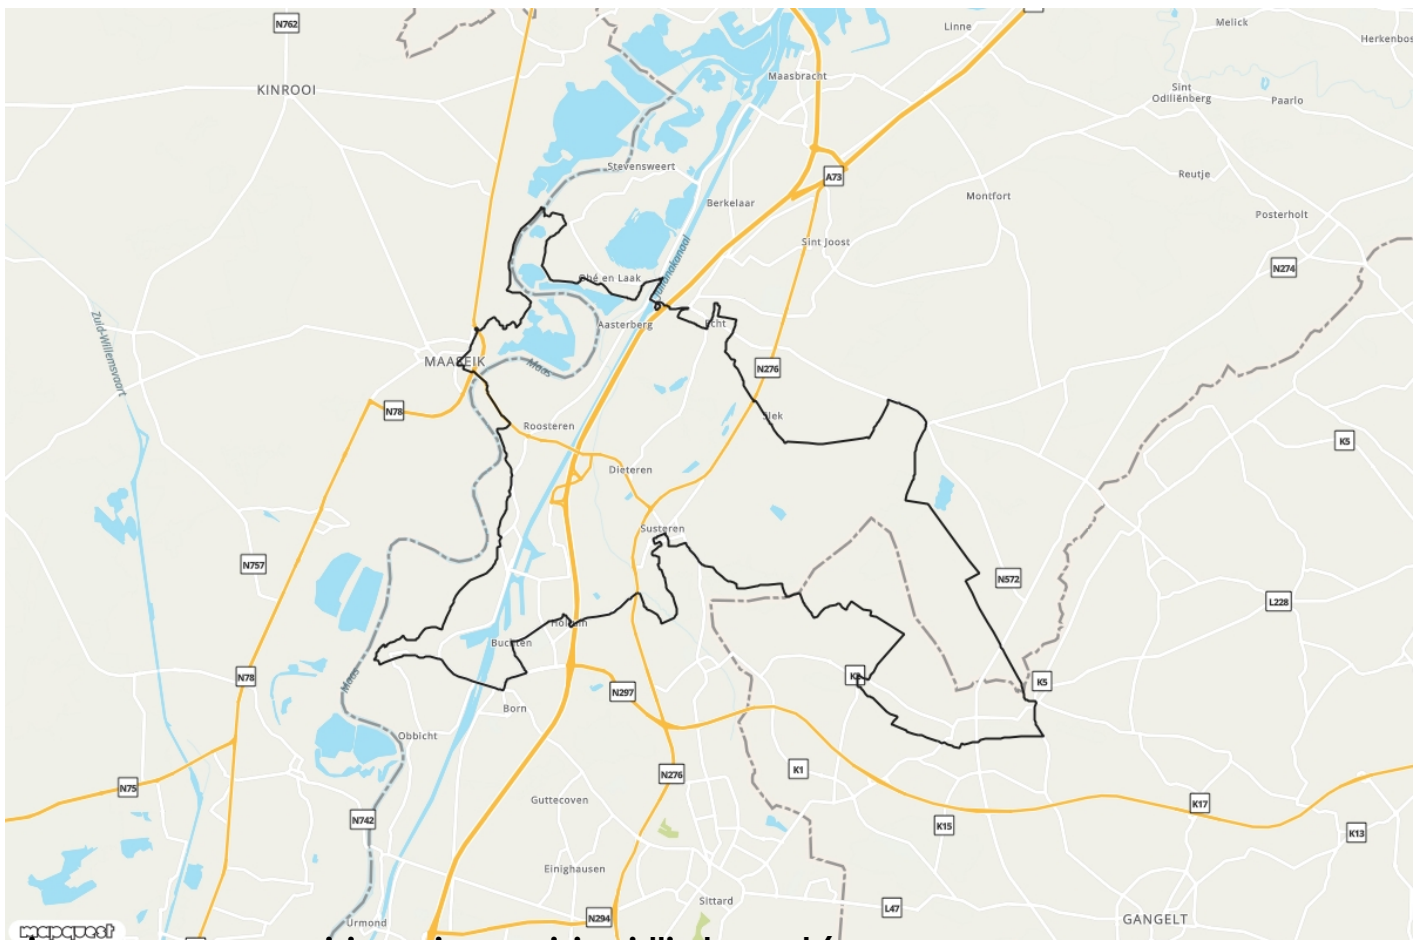 N762
Linne
Melick
Herkenbos
KINROOI
Maasbracht
Sint
Odiliënberg
Paarlo
Stevensweert
A73
Reutje
Berkelaar
Montfort
Posterholt
Sint Joost
N274
Julianakanaal
Ohé en Laak
Zuid-Willemsvaart
Aasterberg
Echt
MAASEIK
Maas
N276
N78
Slek
Roosteren
K5
Dieteren
Susteren
N757
N572
L228
Holtum
Buchten
Maas
N78
K5
N297
Born
Obbicht
K1
N276
N75
Guttecoven
K17
N742
K15
K13
Einighausen
Sittard
L47
N294
GANGELT
Urmond
mapquest